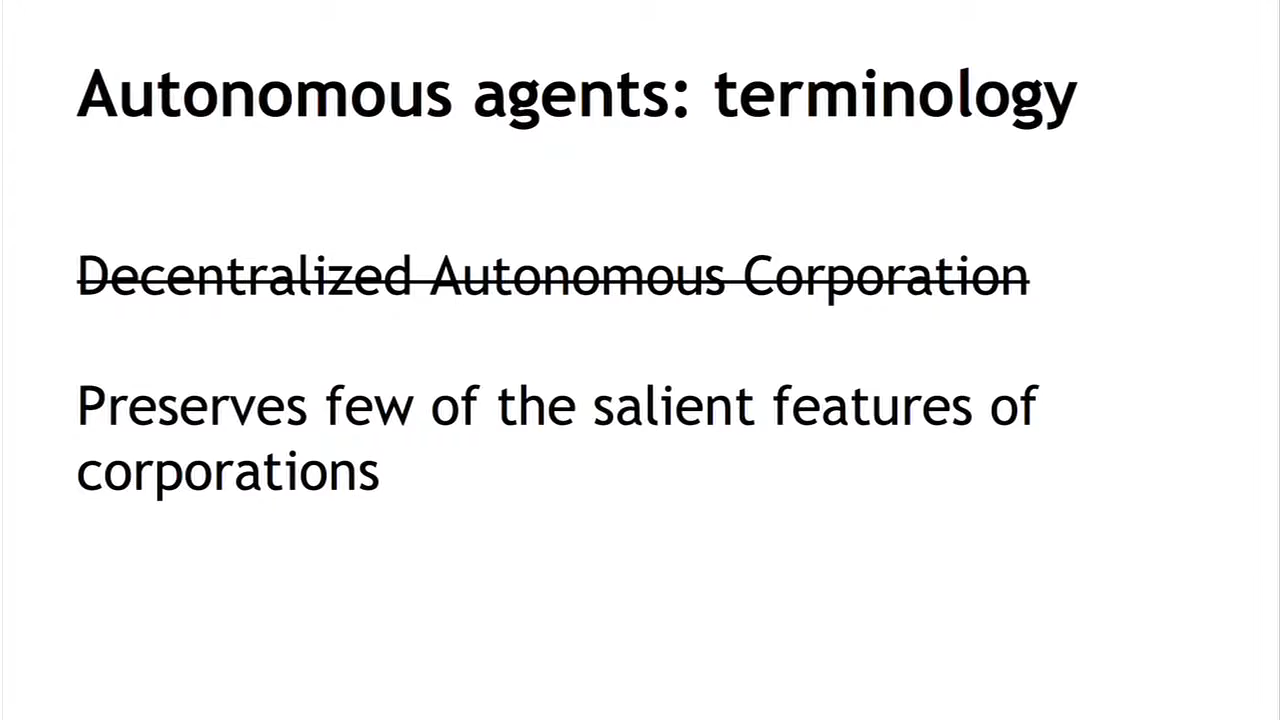 Autonomous agents: terminology
Decentralized Autonomous Corporation
Preserves few of the salient features of
corporations